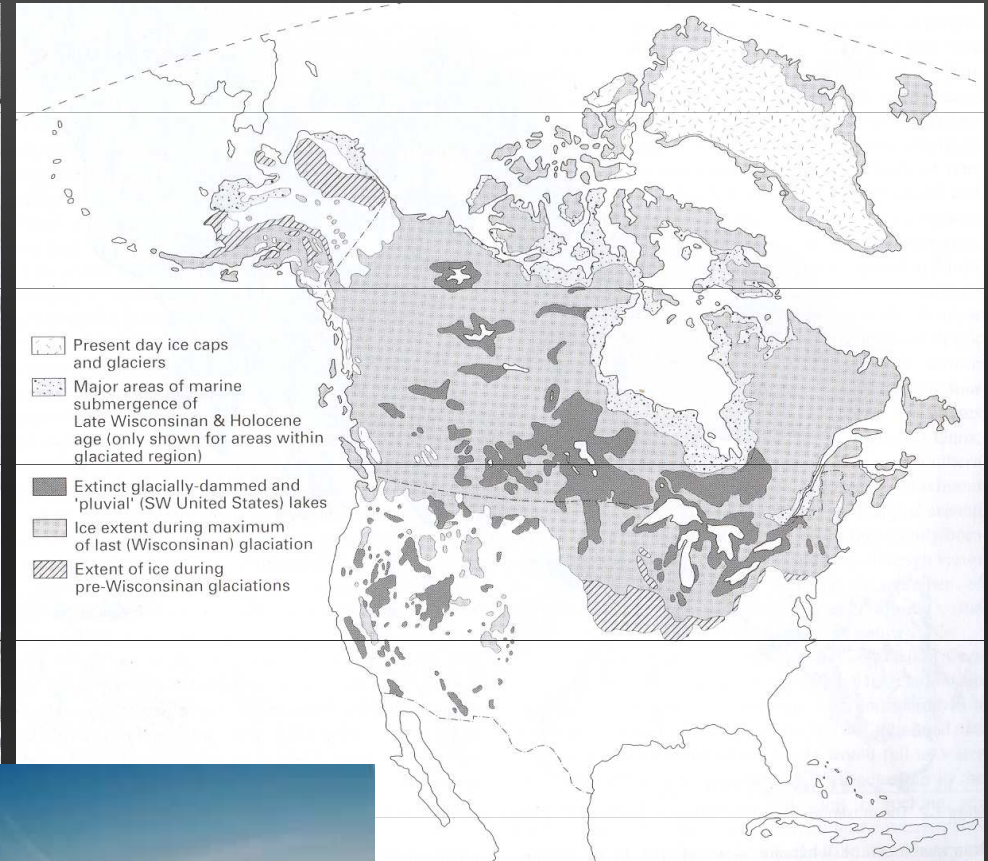 Present day ice caps
and glaciers
Major areas of marine
submergence of
Late Wisconsinan & Holocene
age (only shown for areas within
glaciated region)
Extinct glacially-dammed and
'pluvial' (SW United States) lakes
Ice extent during maximum
of last (Wisconsinan) glaciation
Extent of ice during
pre-Wisconsinan glaciations